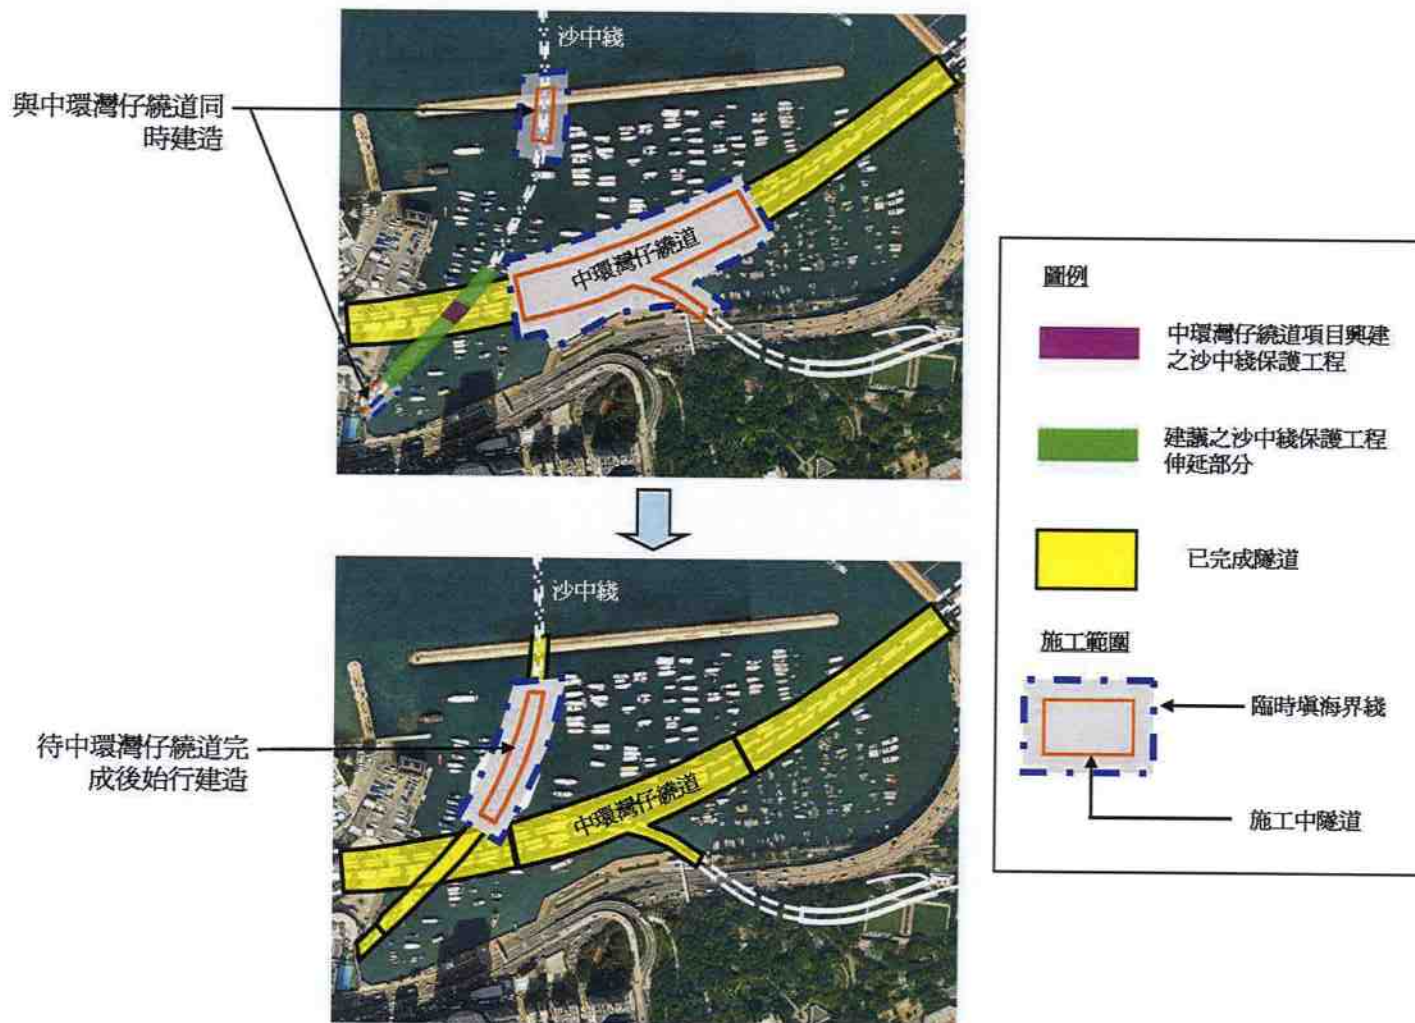 沙中綫
與中環灣仔繞道同
時建造
中環灣仔繞道
圖例
中環灣仔繞道項目興建
之沙中綫保護工程
建議之沙中綫保護工程
伸延部分
已完成隧道
施工範圍
臨時填海界綫
施工中隧道
沙中綫
待中環灣仔繞道完
成後始行建造
中環灣仔繞道